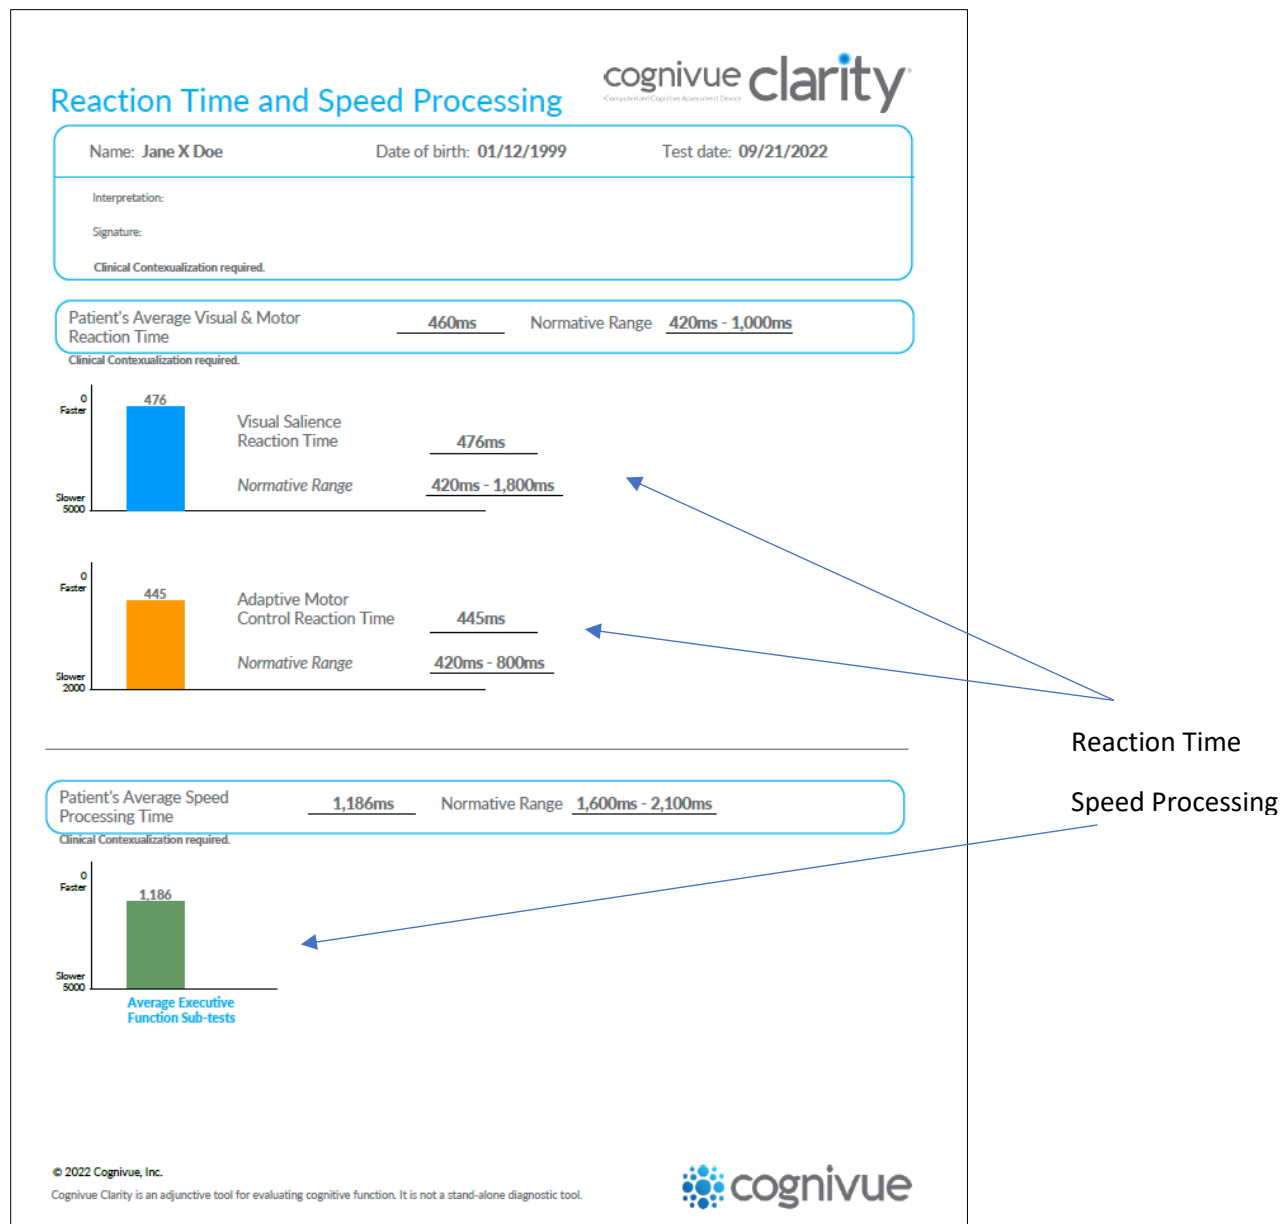 cognivue clarity
Computerized Cognitive Assessment Device
Reaction Time and Speed Processing
Name: Jane X Doe Date of birth: 01/12/1999 Test date: 09/21/2022
Interpretation:
Signature:
Clinical Contexualization required.
Patient's Average Visual & Motor
Reaction Time 460ms Normative Range 420ms - 1,000ms
Clinical Contexualization required.
0
Faster
476
Visual Salience
Reaction Time 476ms
Normative Range 420ms - 1,800ms
Slower
5000
0
Faster
445
Adaptive Motor
Control Reaction Time 445ms
Normative Range 420ms - 800ms
Slower
2000
Reaction Time
Speed Processing
Patient's Average Speed
Processing Time 1,186ms Normative Range 1,600ms - 2,100ms
Clinical Contexualization required.
0
Faster
1,186
Slower
5000
Average Executive
Function Sub-tests
© 2022 Cognivue, Inc.
Cognivue Clarity is an adjunctive tool for evaluating cognitive function. It is not a stand-alone diagnostic tool.
cognivue